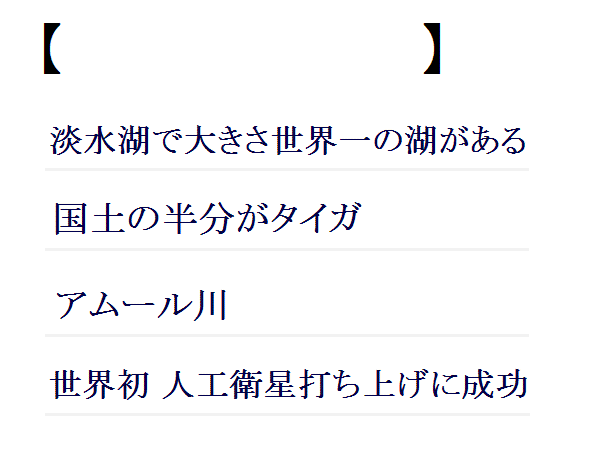 【 】
淡水湖で大きさ世界一の湖がある
国土の半分がタイガ
アムール川
世界初 人工衛星打ち上げに成功